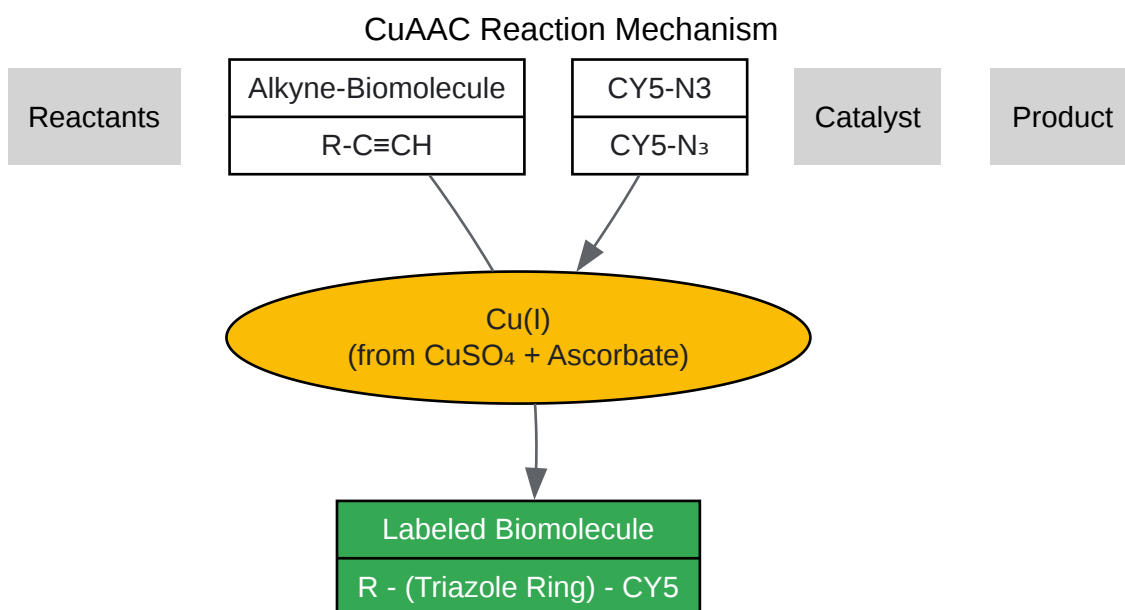 CuAAC Reaction Mechanism
Reactants
Alkyne-Biomolecule
R-C≡CH
CY5-N3
CY5-N₃
Catalyst
Product
Cu(I)
(from CuSO₄ + Ascorbate)
Labeled Biomolecule
R - (Triazole Ring) - CY5